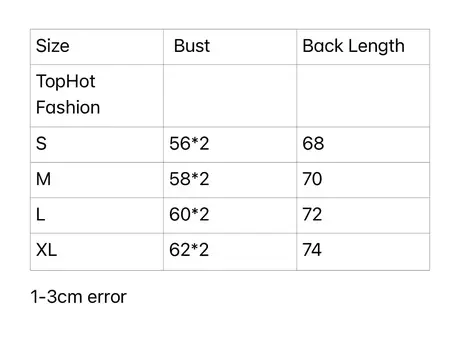 Size Bust Back Length
TopHot
Fashion
S 56*2 68
M 58*2 70
L 60*2 72
XL 62*2 74
1-3cm error